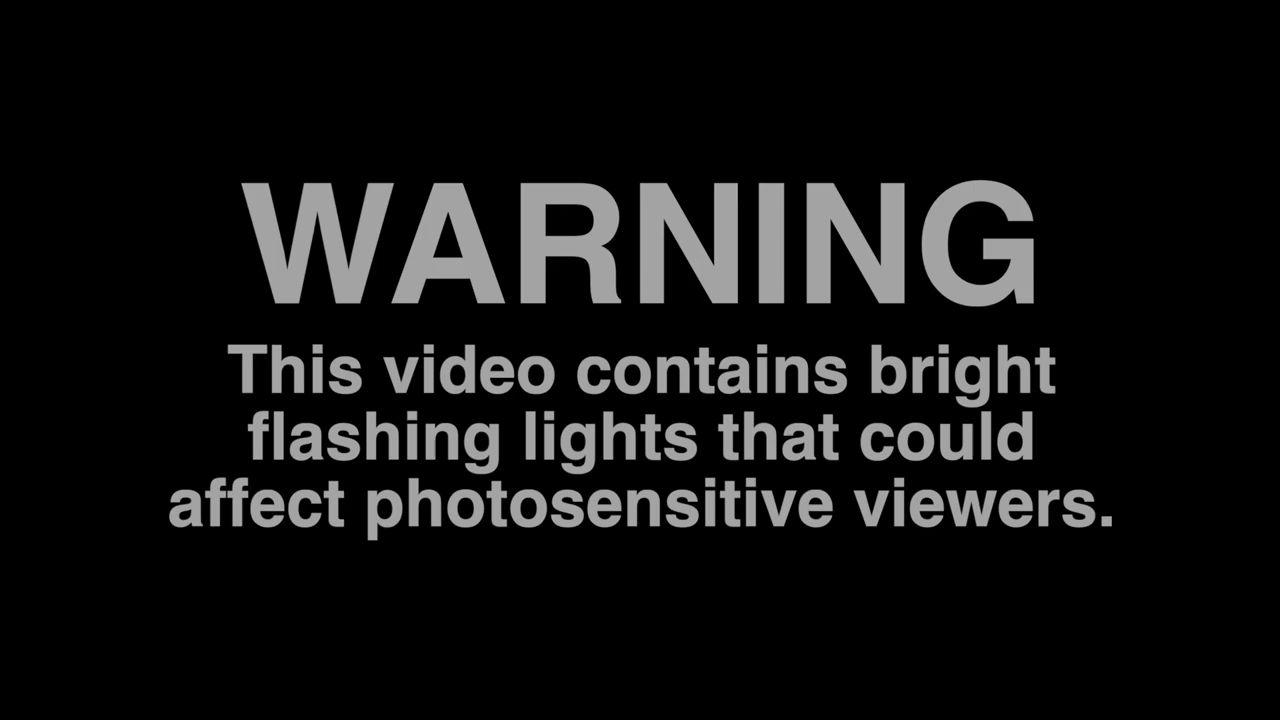 WARNING
This video contains bright
flashing lights that could
affect photosensitive viewers.